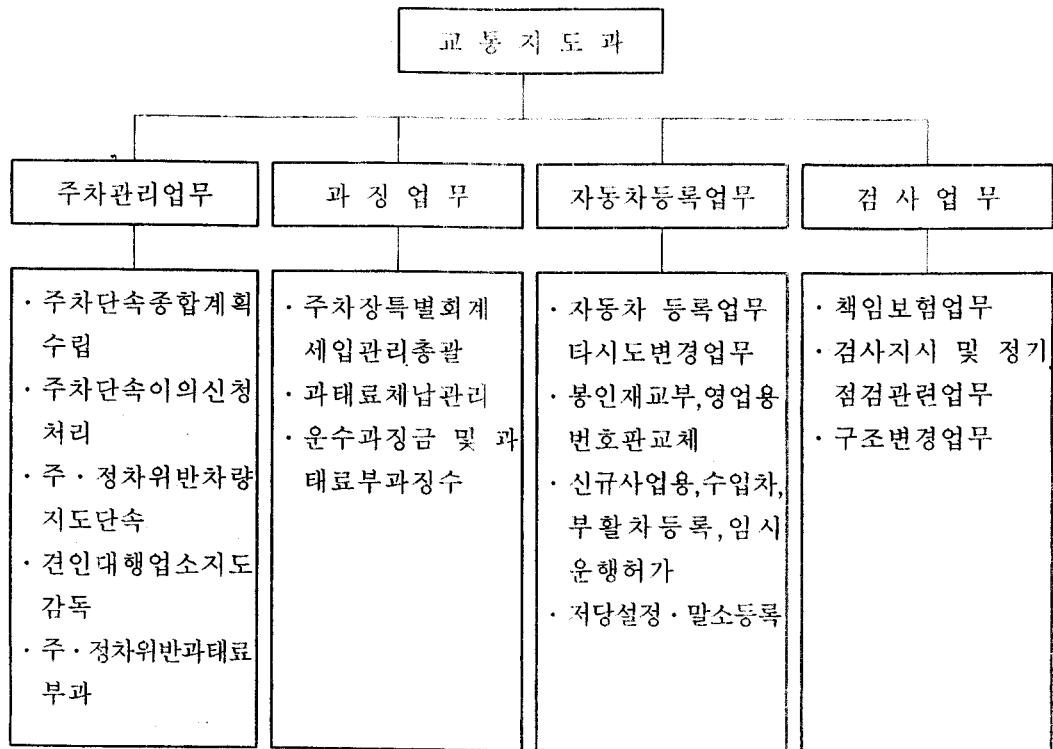 교 통 지 도 과
주차관리업무
· 주차단속종합계획
수립
· 주차단속이의신청
처리
· 주 · 정차위반차량
지도단속
· 견인대행업소지도
감독
· 주 · 정차위반과태료
부과
과 징 업 무
· 주차장특별회계
세입관리총괄
· 과태료체납관리
· 운수과징금 및 과
태료부과징수
자동차등록업무
· 자동차 등록업무
타시도변경업무
· 봉인재교부,영업용
번호판교체
· 신규사업용,수입차,
부활차등록,임시
운행허가
· 저당설정 · 말소등록
검 사 업 무
· 책임보험업무
· 검사지시 및 정기
점검관련업무
· 구조변경업무